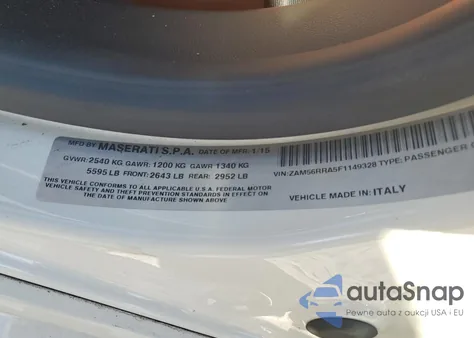 MFD BY MASERATI S.P.A. DATE OF MFR-1/15
GVWR: 2540 KG GAWR: 1200 KG GAWR: 1340 KG
5595 LB FRONT: 2643 LB REAR: 2952 LB
THIS VEHICLE CONFORMS TO ALL APPLICABLE U.S.A. FEDERAL MOTOR
VEHICLE SAFETY AND THEFT PREVENTION STANDARDS IN EFFECT ON
THE DATE OF MANUFACTURE SHOWN ABOVE
VIN: ZAM56RRA5F1149328 TYPE: PASSENGER
VEHICLE MADE IN: ITALY
autoSnap
Pewne auta z aukcji USA • EU